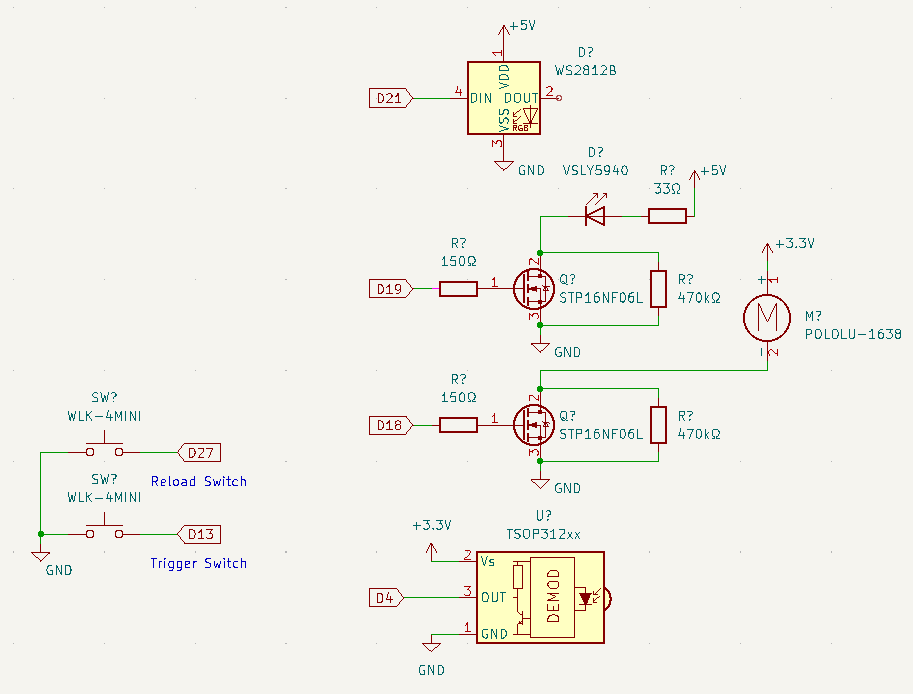 +5V
D?
WS2812B
1
VDD
D21
4
DIN
DOUT
2
VSS
RGB
3
GND
D?
VSLY5940
R?
33Ω
+5V
R?
150Ω
D19
1
2
Q?
STP16NF06L
3
R?
470kΩ
GND
+3.3V
+
1
M
M?
POLOLU-1638
-
2
R?
150Ω
D18
1
2
Q?
STP16NF06L
3
R?
470kΩ
GND
SW?
WLK-4MINI
D27
Reload Switch
SW?
WLK-4MINI
D13
Trigger Switch
GND
U?
TSOP312xx
+3.3V
2
Vs
D4
3
OUT
DEMOD
1
GND
GND